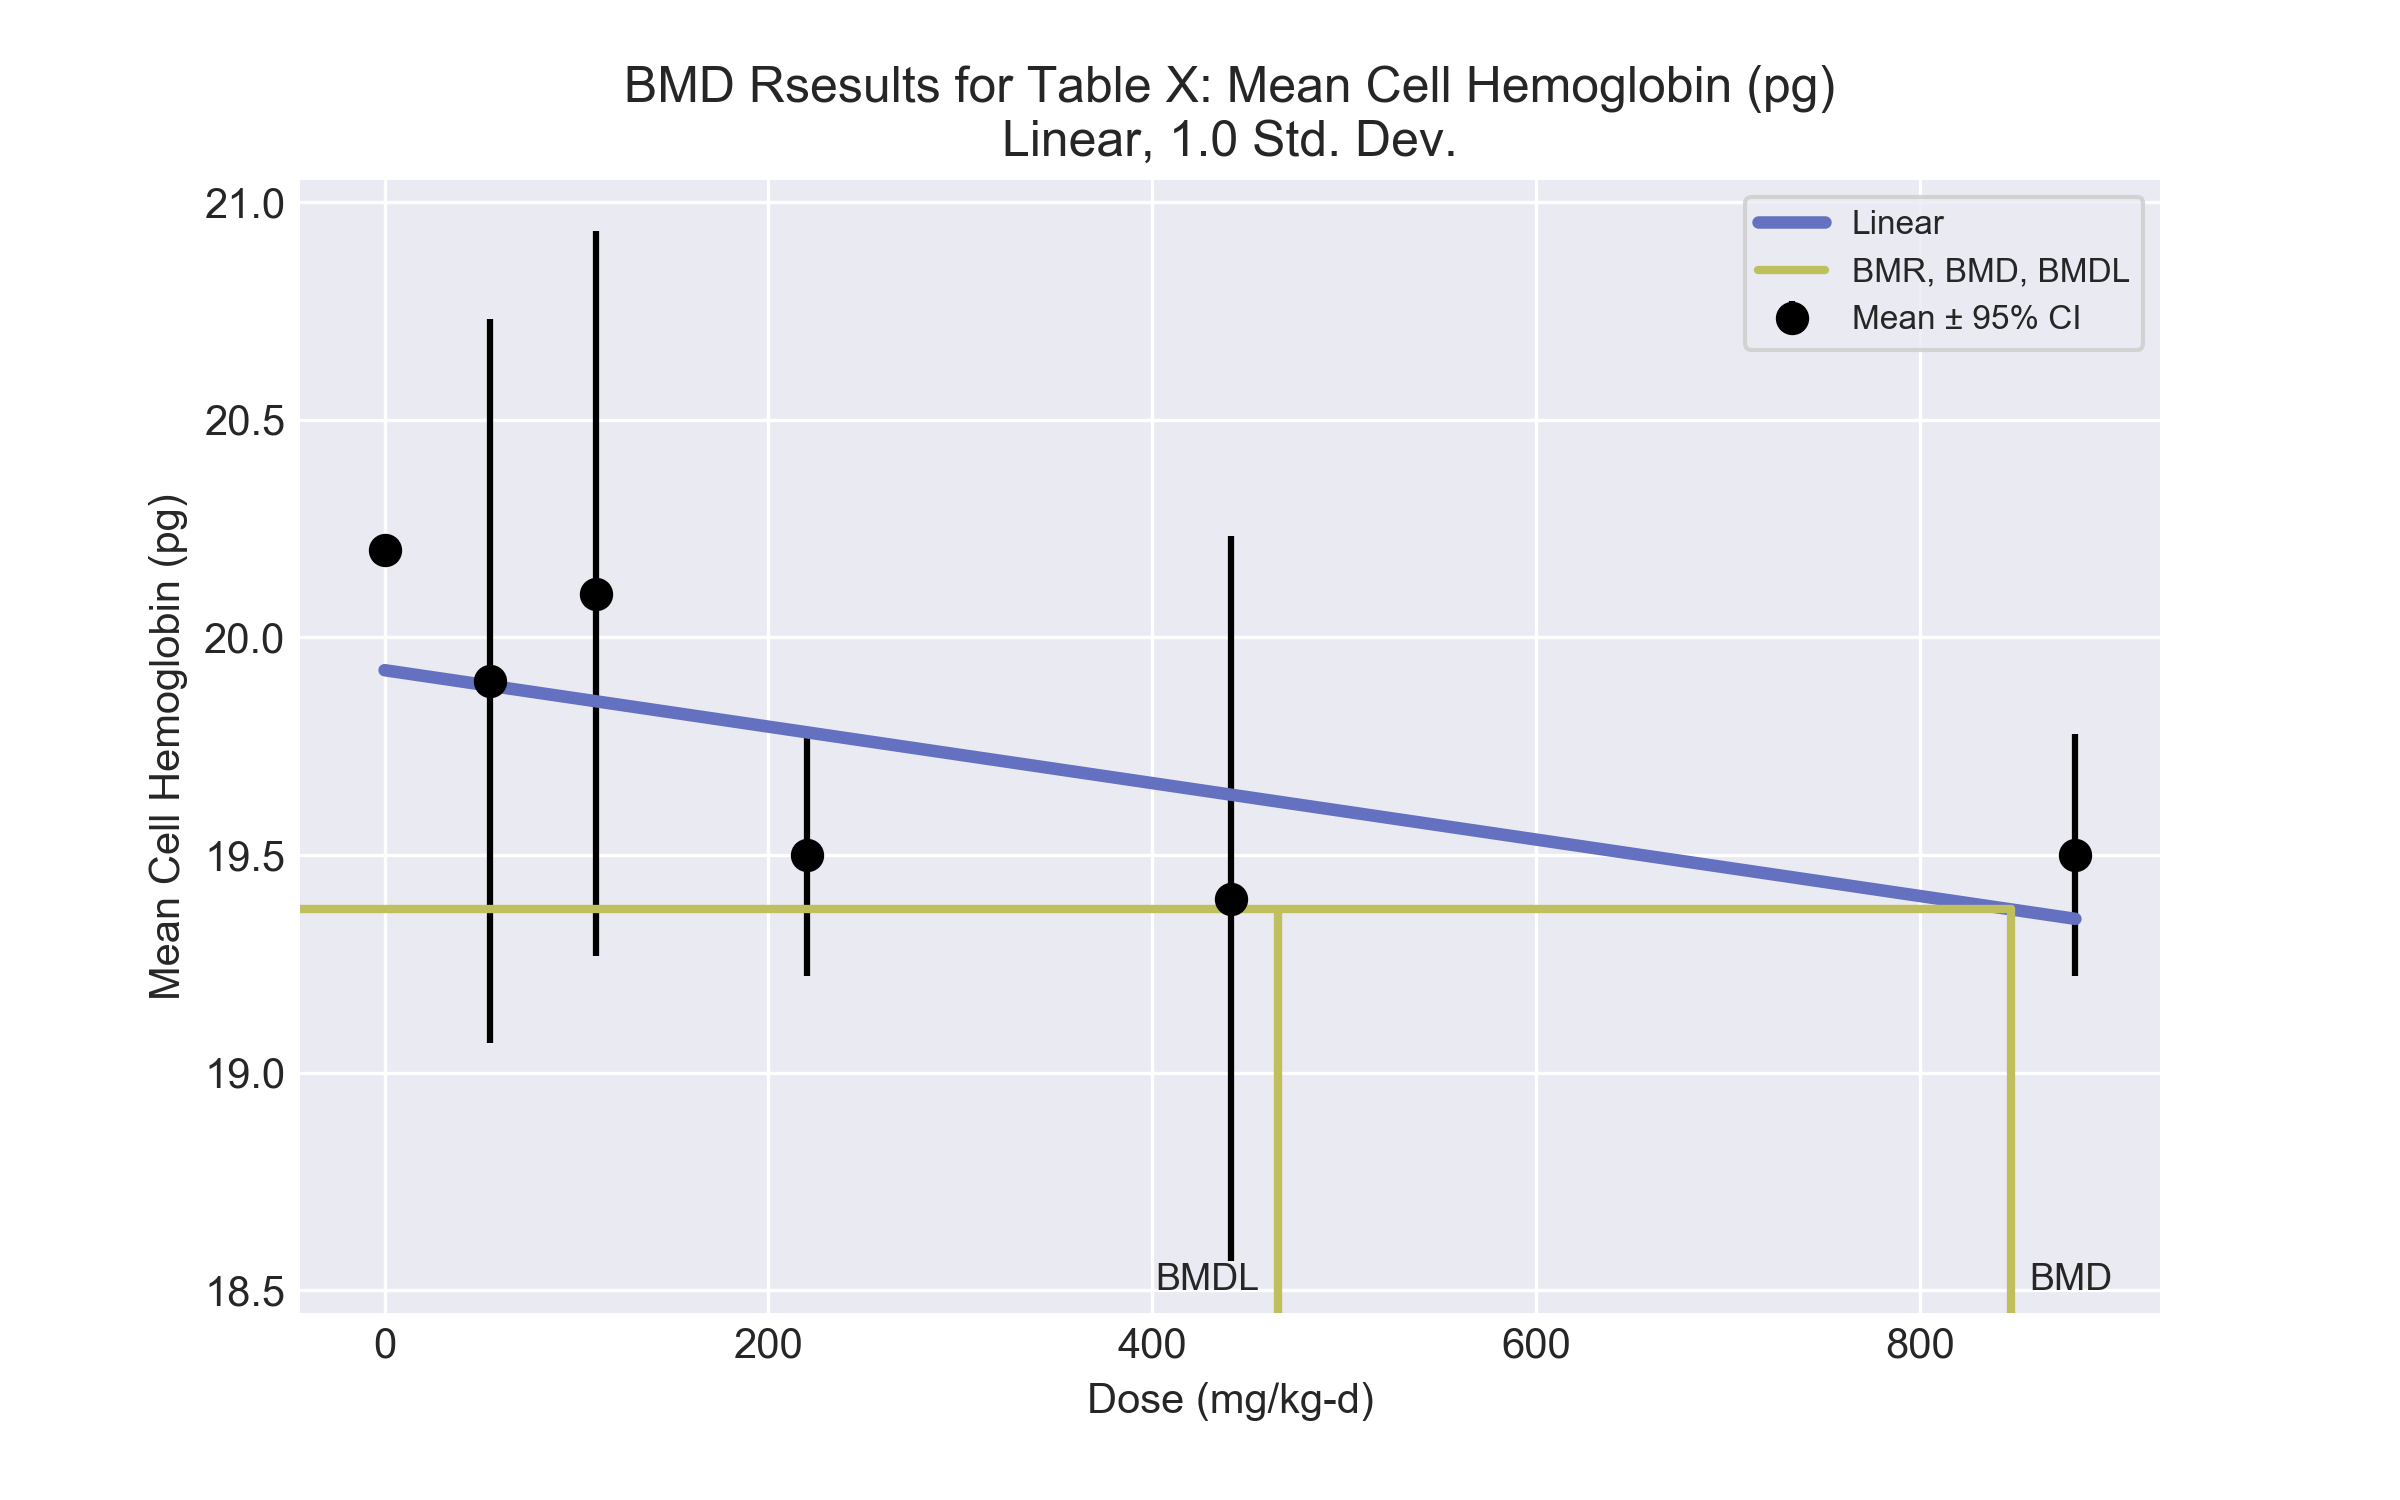 BMD Rsesults for Table X: Mean Cell Hemoglobin (pg)
Linear, 1.0 Std. Dev.
Linear
BMR, BMD, BMDL
Mean ± 95% CI
Mean Cell Hemoglobin (pg)
21.0
20.5
20.0
19.5
19.0
18.5
BMDL
BMD
0
200
400
600
800
Dose (mg/kg-d)